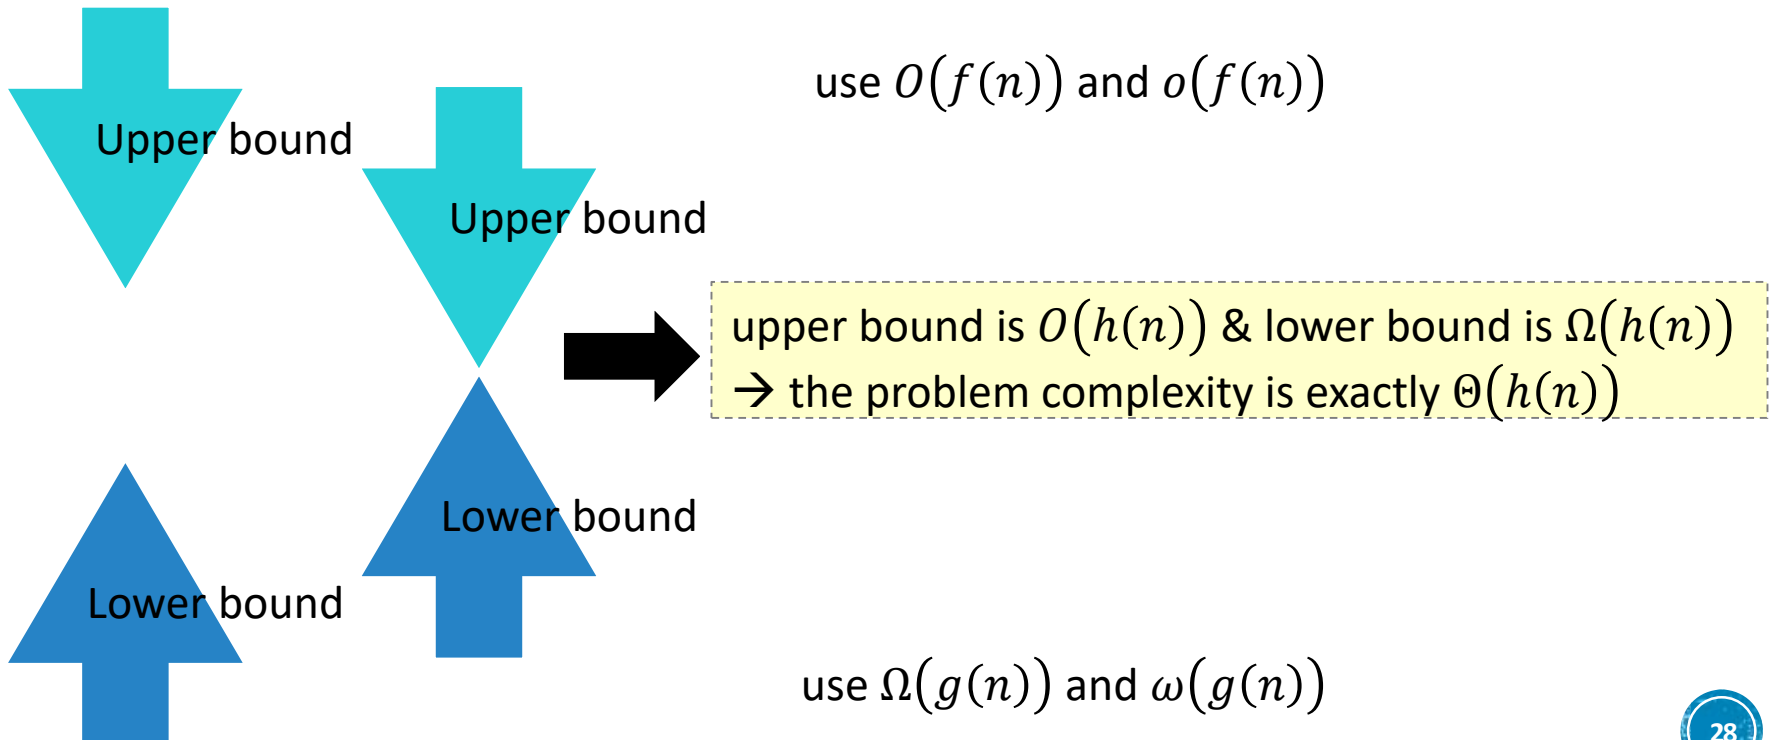 use 𝑂(𝑓(𝑛)) and 𝑜(𝑓(𝑛))
Upper bound
Upper bound
upper bound is 𝑂(ℎ(𝑛)) & lower bound is Ω(ℎ(𝑛))
→ the problem complexity is exactly Θ(ℎ(𝑛))
Lower bound
Lower bound
use Ω(𝑔(𝑛)) and 𝜔(𝑔(𝑛))
28